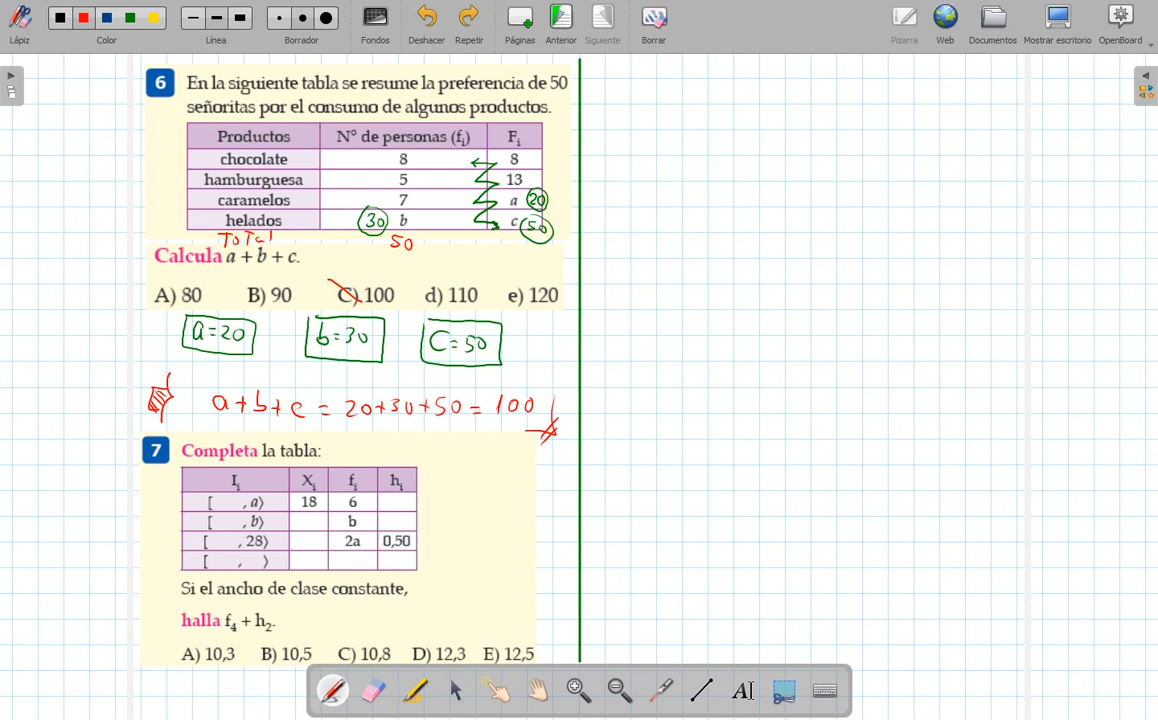 Lápiz Color Línea Borrador Fondos Deshacer Repetir Páginas Anterior Siguiente Borrar Pizarra Web Documentos Mostrar escritorio OpenBoard
6 En la siguiente tabla se resume la preferencia de 50
señoritas por el consumo de algunos productos.
Productos N° de personas (fi) Fi
chocolate 8 8
hamburguesa 5 13
caramelos 7 a 20
helados 30 b c 50
TOTAL 50
Calcula a + b + c.
A) 80 B) 90 C) 100 d) 110 e) 120
a=20 b=30 C=50
a+b+c = 20+30+50 = 100
7 Completa la tabla:
Ii Xi fi hi
[ , a⟩ 18 6
[ , b⟩ b
[ , 28⟩ 2a 0,50
[ , ⟩
Si el ancho de clase constante,
halla f4 + h2.
A) 10,3 B) 10,5 C) 10,8 D) 12,3 E) 12,5